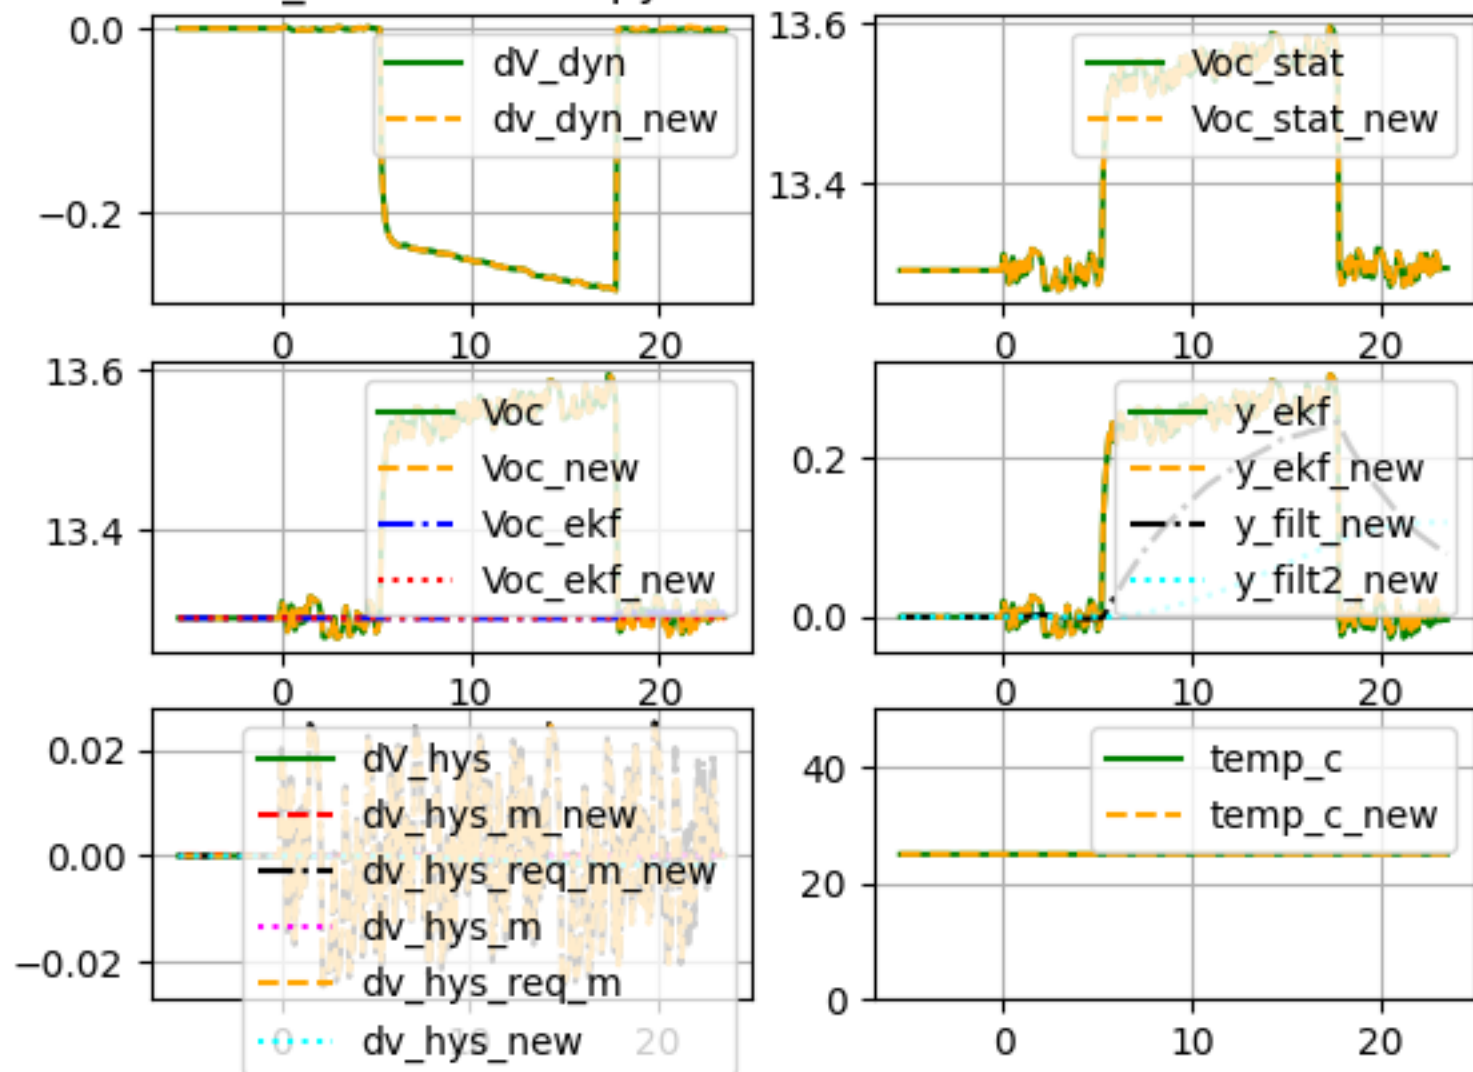 0.0
−0.2
dV_dyn
dv_dyn_new
0 10 20
13.6
13.4
Voc_stat
Voc_stat_new
0 10 20
13.6
13.4
Voc
Voc_new
Voc_ekf
Voc_ekf_new
0 10 20
0.2
0.0
y_ekf
y_ekf_new
y_filt_new
y_filt2_new
0 10 20
0.02
0.00
−0.02
dV_hys
dv_hys_m_new
dv_hys_req_m_new
dv_hys_m
dv_hys_req_m
dv_hys_new
0 20
40
20
0
temp_c
temp_c_new
0 10 20